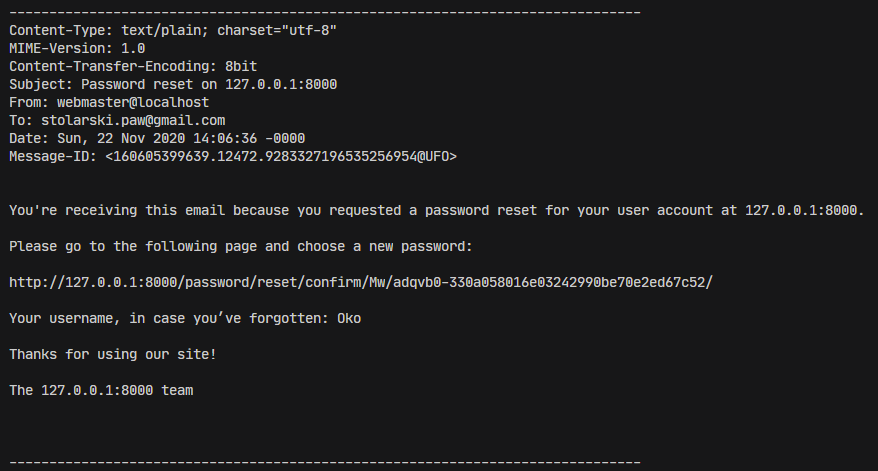 -------------------------------------------------------------------------------
Content-Type: text/plain; charset="utf-8"
MIME-Version: 1.0
Content-Transfer-Encoding: 8bit
Subject: Password reset on 127.0.0.1:8000
From: webmaster@localhost
To: stolarski.paw@gmail.com
Date: Sun, 22 Nov 2020 14:06:36 -0000
Message-ID: <160605399639.12472.9283327196535256954@UFO>
You're receiving this email because you requested a password reset for your user account at 127.0.0.1:8000.
Please go to the following page and choose a new password:
http://127.0.0.1:8000/password/reset/confirm/Mw/adqvb0-330a058016e03242990be70e2ed67c52/
Your username, in case you’ve forgotten: Oko
Thanks for using our site!
The 127.0.0.1:8000 team
-------------------------------------------------------------------------------